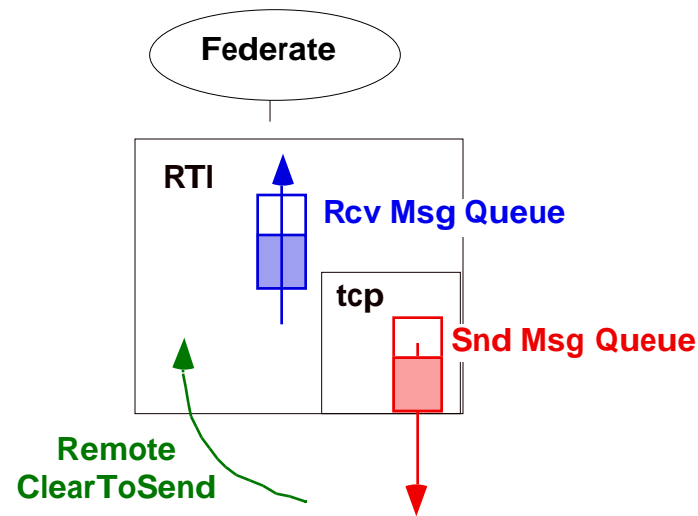 Federate
RTI
Rcv Msg Queue
tcp
Snd Msg Queue
Remote
ClearToSend